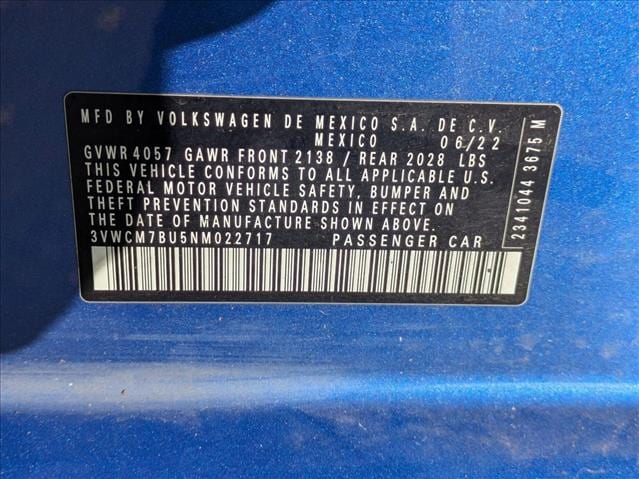 MFD BY VOLKSWAGEN DE MEXICO S.A. DE C.V.
MEXICO 06/22
GVWR 4057 GAWR FRONT 2138 / REAR 2028 LBS
THIS VEHICLE CONFORMS TO ALL APPLICABLE U.S.
FEDERAL MOTOR VEHICLE SAFETY, BUMPER AND
THEFT PREVENTION STANDARDS IN EFFECT ON THE
DATE OF MANUFACTURE SHOWN ABOVE.
3VWCM7BU5NM022717 PASSENGER CAR
2341044 3675 M